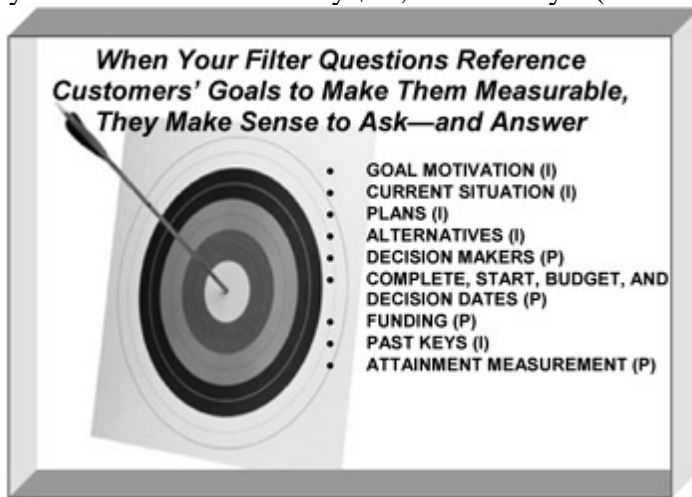 When Your Filter Questions Reference
Customers' Goals to Make Them Measurable,
They Make Sense to Ask—and Answer
• GOAL MOTIVATION (I)
• CURRENT SITUATION (I)
• PLANS (I)
• ALTERNATIVES (I)
• DECISION MAKERS (P)
• COMPLETE, START, BUDGET, AND
DECISION DATES (P)
• FUNDING (P)
• PAST KEYS (I)
• ATTAINMENT MEASUREMENT (P)